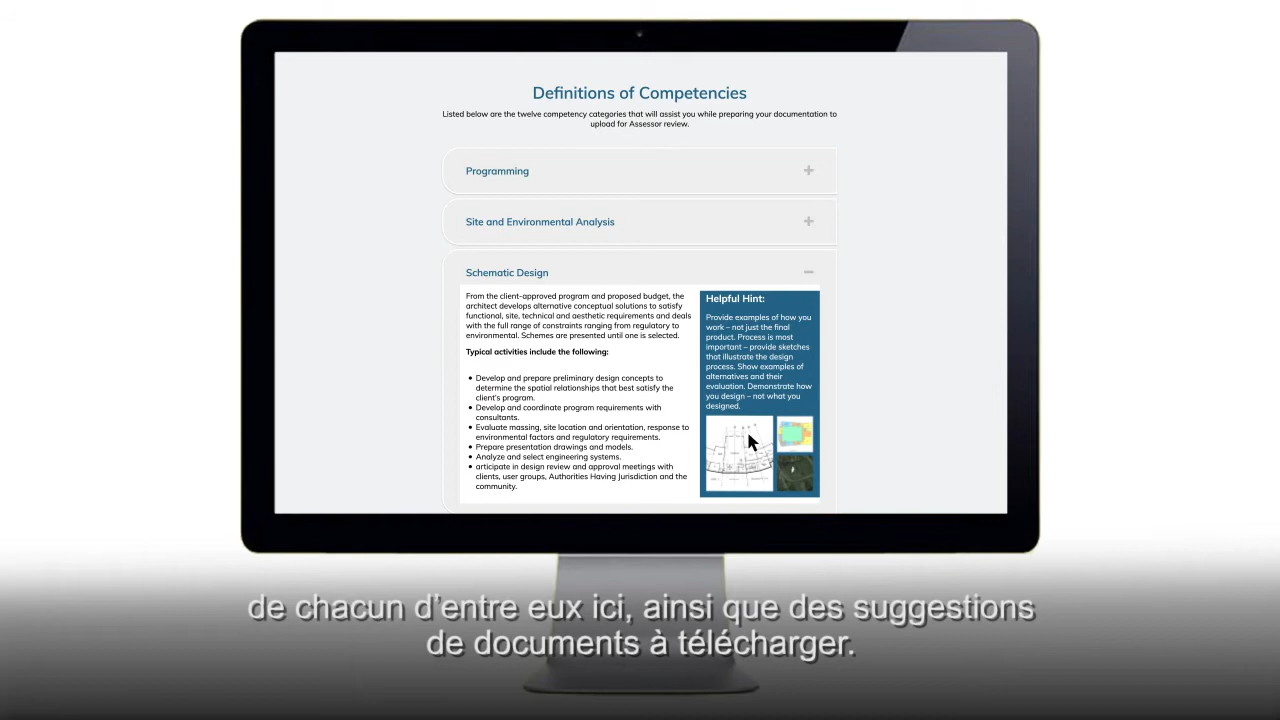 Definitions of Competencies
Listed below are the twelve competency categories that will assist you while preparing your documentation to
upload for Assessor review.
Programming
Site and Environmental Analysis
Schematic Design
From the client-approved program and proposed budget, the
architect develops alternative conceptual solutions to satisfy
functional, site, technical and aesthetic requirements and deals
with the full range of constraints ranging from regulatory to
environmental. Schemes are presented until one is selected.
Typical activities include the following:
Develop and prepare preliminary design concepts to
determine the spatial relationships that best satisfy the
client's program.
Develop and coordinate program requirements with
consultants.
Evaluate massing, site location and orientation, response to
environmental factors and regulatory requirements.
Prepare presentation drawings and models.
Analyze and select engineering systems.
articipate in design review and approval meetings with
clients, user groups, Authorities Having Jurisdiction and the
community.
Helpful Hint:
Provide examples of how you
work – not just the final
product. Process is most
important – provide sketches
that illustrate the design
process. Show examples of
alternatives and their
evaluation. Demonstrate how
you design – not what you
designed.
de chacun d'entre eux ici, ainsi que des suggestions
de documents à télécharger.